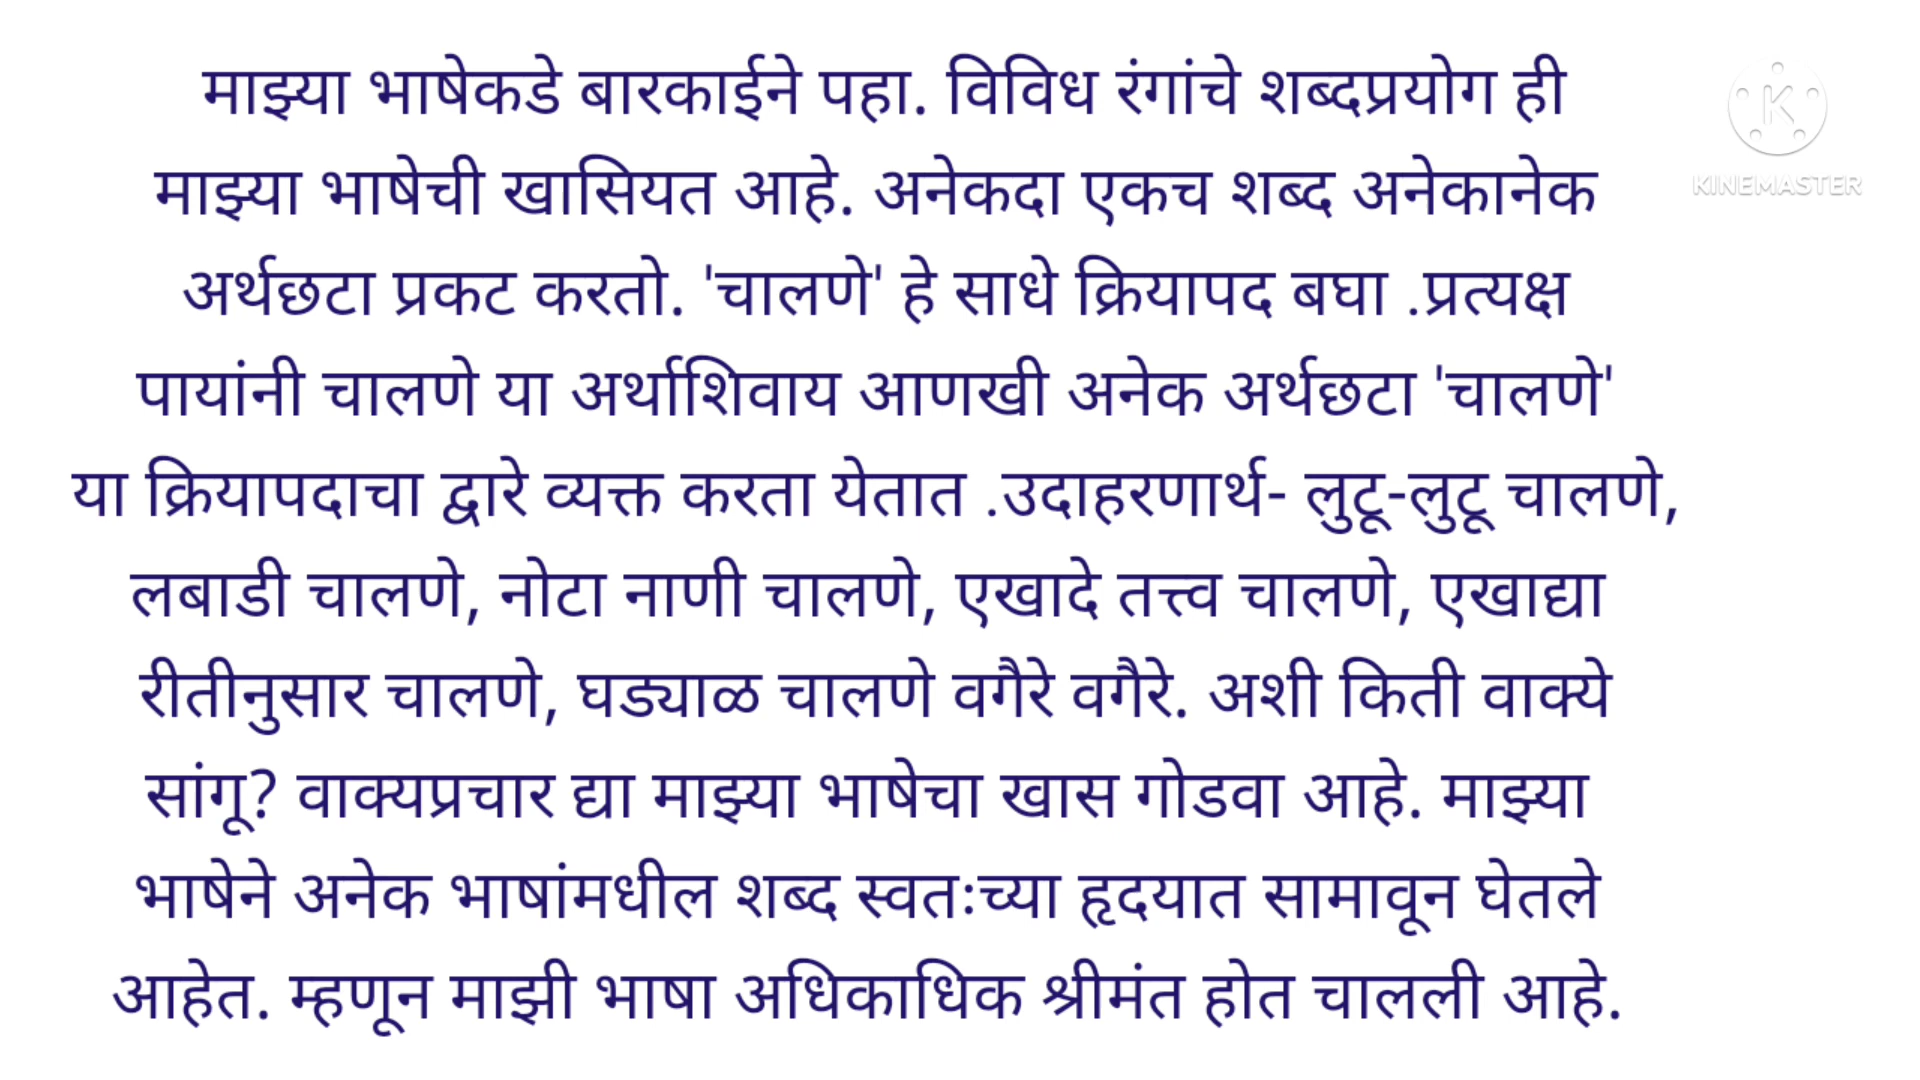 माझ्या भाषेकडे बारकाईने पहा. विविध रंगांचे शब्दप्रयोग ही
माझ्या भाषेची खासियत आहे. अनेकदा एकच शब्द अनेकानेक
अर्थछटा प्रकट करतो. 'चालणे' हे साधे क्रियापद बघा .प्रत्यक्ष
पायांनी चालणे या अर्थाशिवाय आणखी अनेक अर्थछटा 'चालणे'
या क्रियापदाचा द्वारे व्यक्त करता येतात .उदाहरणार्थ- लुटू-लुटू चालणे,
लबाडी चालणे, नोटा नाणी चालणे, एखादे तत्त्व चालणे, एखाद्या
रीतीनुसार चालणे, घड्याळ चालणे वगैरे वगैरे. अशी किती वाक्ये
सांगू? वाक्यप्रचार द्या माझ्या भाषेचा खास गोडवा आहे. माझ्या
भाषेने अनेक भाषांमधील शब्द स्वतःच्या हृदयात सामावून घेतले
आहेत. म्हणून माझी भाषा अधिकाधिक श्रीमंत होत चालली आहे.
K
KINEMASTER